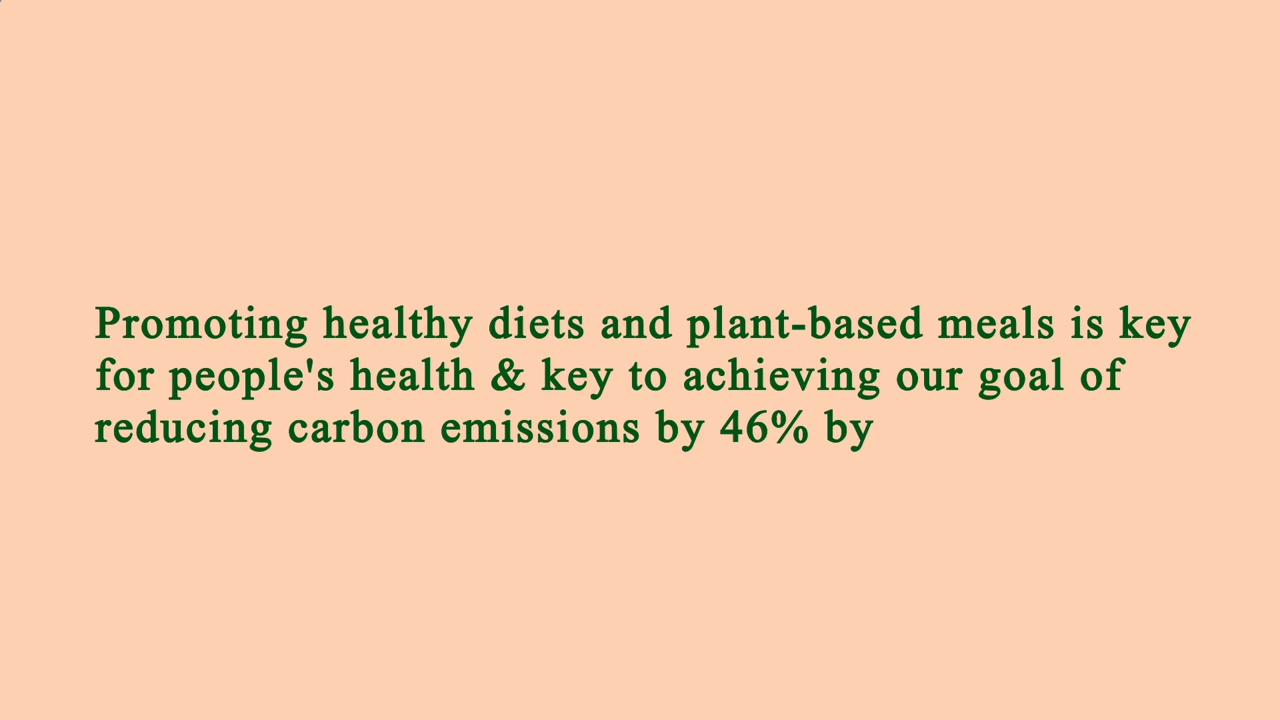 Promoting healthy diets and plant-based meals is key
for people's health & key to achieving our goal of
reducing carbon emissions by 46% by